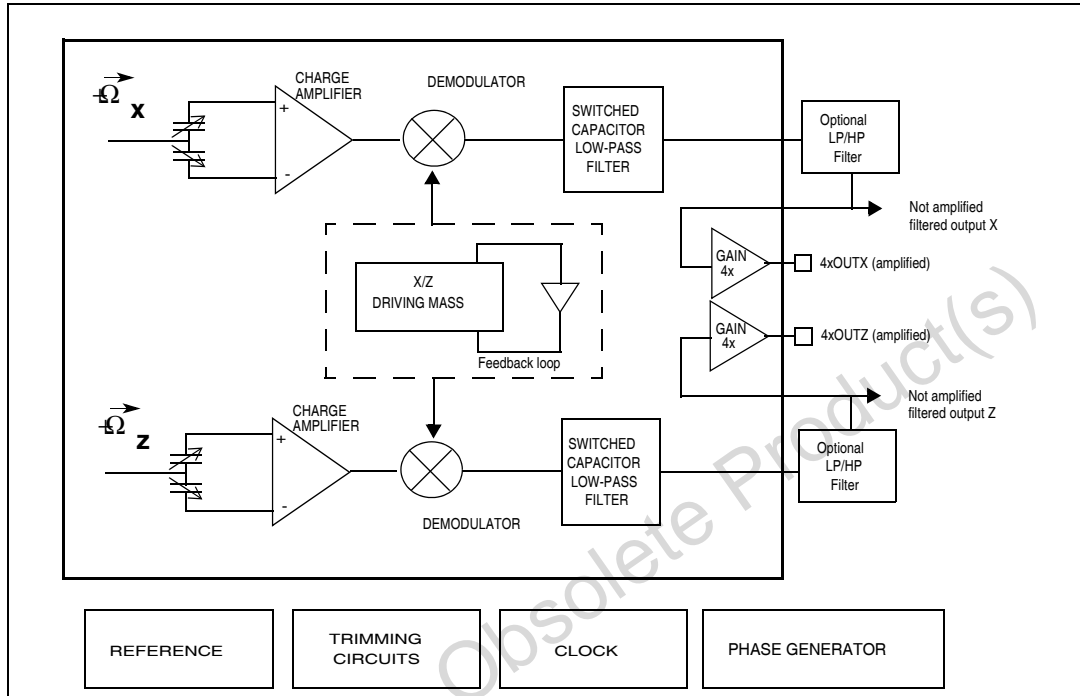 +Ω X
CHARGE
AMPLIFIER
DEMODULATOR
+
-
SWITCHED
CAPACITOR
LOW-PASS
FILTER
Optional
LP/HP
Filter
Not amplified
filtered output X
GAIN
4x
4xOUTX (amplified)
X/Z
DRIVING MASS
Feedback loop
GAIN
4x
4xOUTZ (amplified)
Not amplified
filtered output Z
+Ω Z
CHARGE
AMPLIFIER
+
-
DEMODULATOR
SWITCHED
CAPACITOR
LOW-PASS
FILTER
Optional
LP/HP
Filter
REFERENCE
TRIMMING
CIRCUITS
CLOCK
PHASE GENERATOR
Obsolete Product(s)